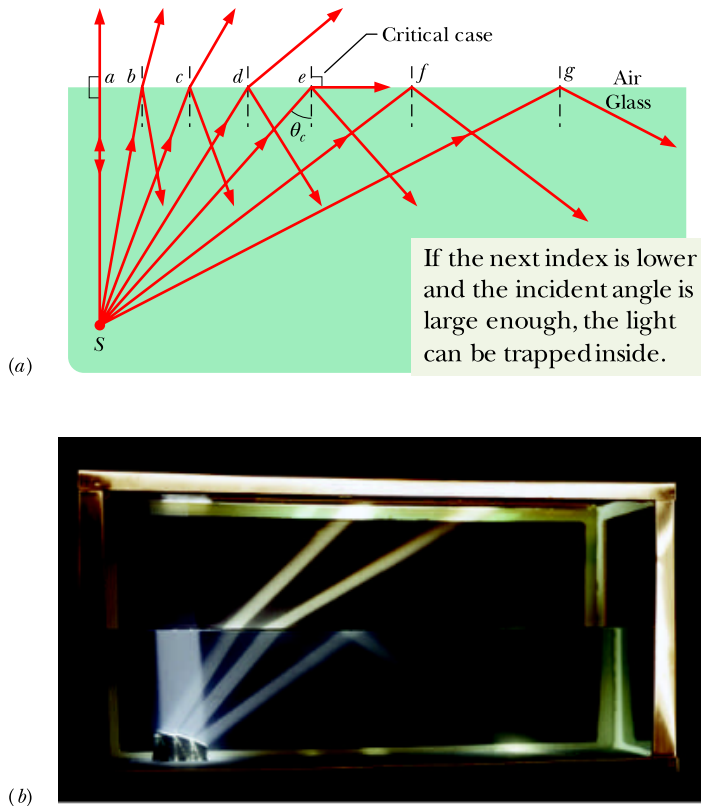 Critical case
a b c d e f g Air
Glass
θc
If the next index is lower
and the incident angle is
large enough, the light
can be trapped inside.
S
(a)
(b)